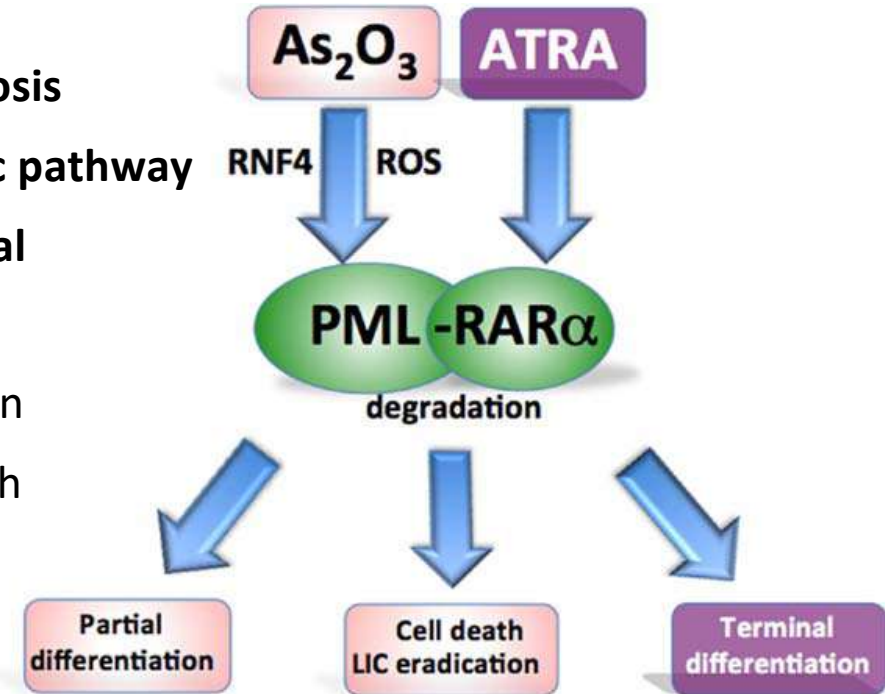 osis
c pathway
al
n
h
As₂O₃
ATRA
RNF4
ROS
PML -RARα
degradation
Partial
differentiation
Cell death
LIC eradication
Terminal
differentiation